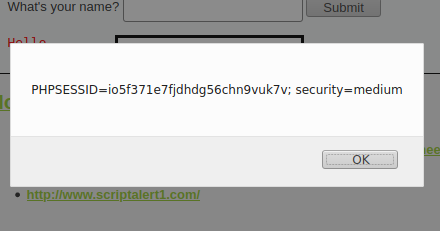 What's your name?
Submit
Hello
PHPSESSID=io5f371e7fjdhdg56chn9vuk7v; security=medium
OK
http://www.scriptalert1.com/